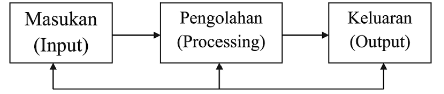 Masukan
(Input)
Pengolahan
(Processing)
Keluaran
(Output)